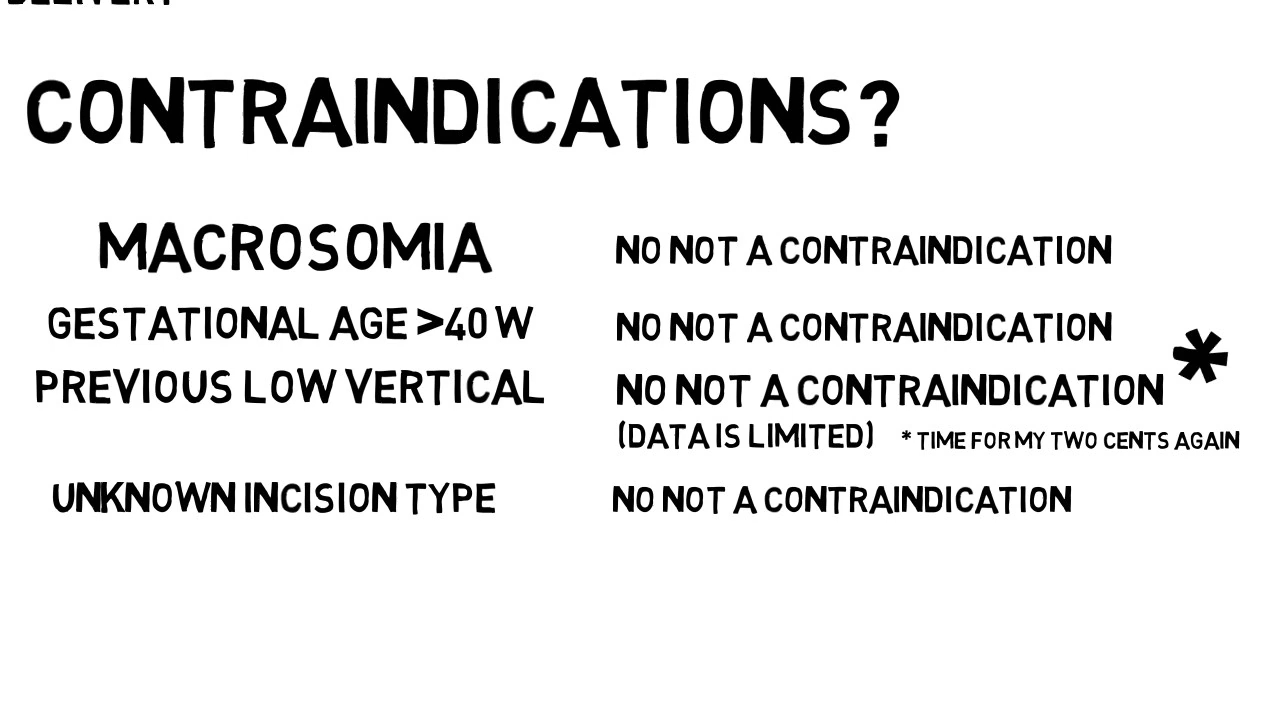 CONTRAINDICATIONS?
MACROSOMIA NO NOT A CONTRAINDICATION
GESTATIONAL AGE >40 W NO NOT A CONTRAINDICATION
PREVIOUS LOW VERTICAL NO NOT A CONTRAINDICATION *
(DATA IS LIMITED) * TIME FOR MY TWO CENTS AGAIN
UNKNOWN INCISION TYPE NO NOT A CONTRAINDICATION